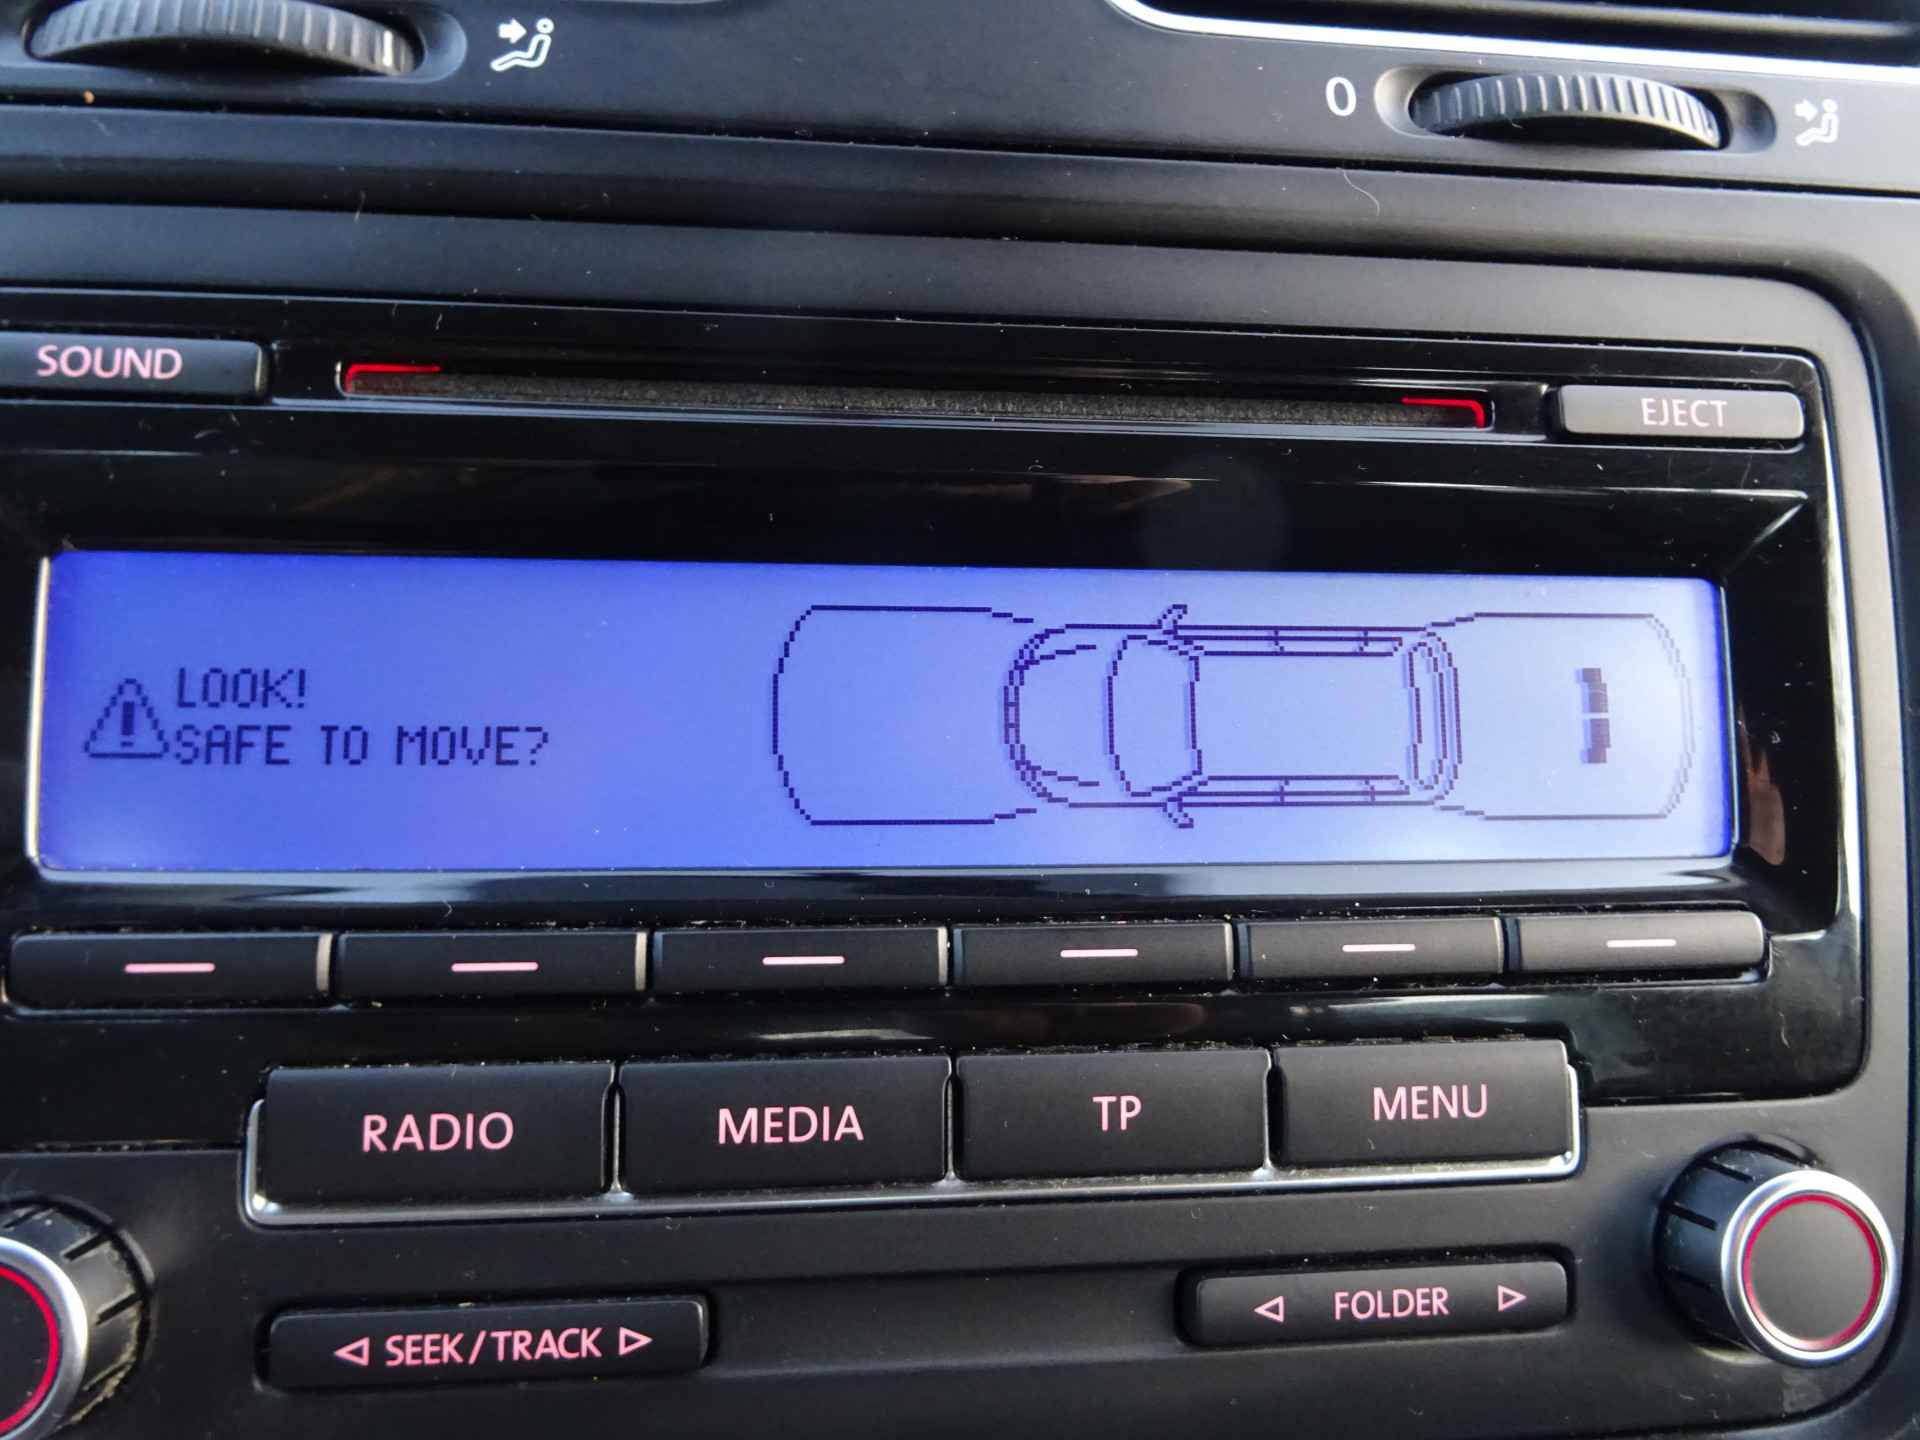 0
SOUND
EJECT
LOOK!
SAFE TO MOVE?
RADIO
MEDIA
TP
MENU
SEEK/TRACK
FOLDER